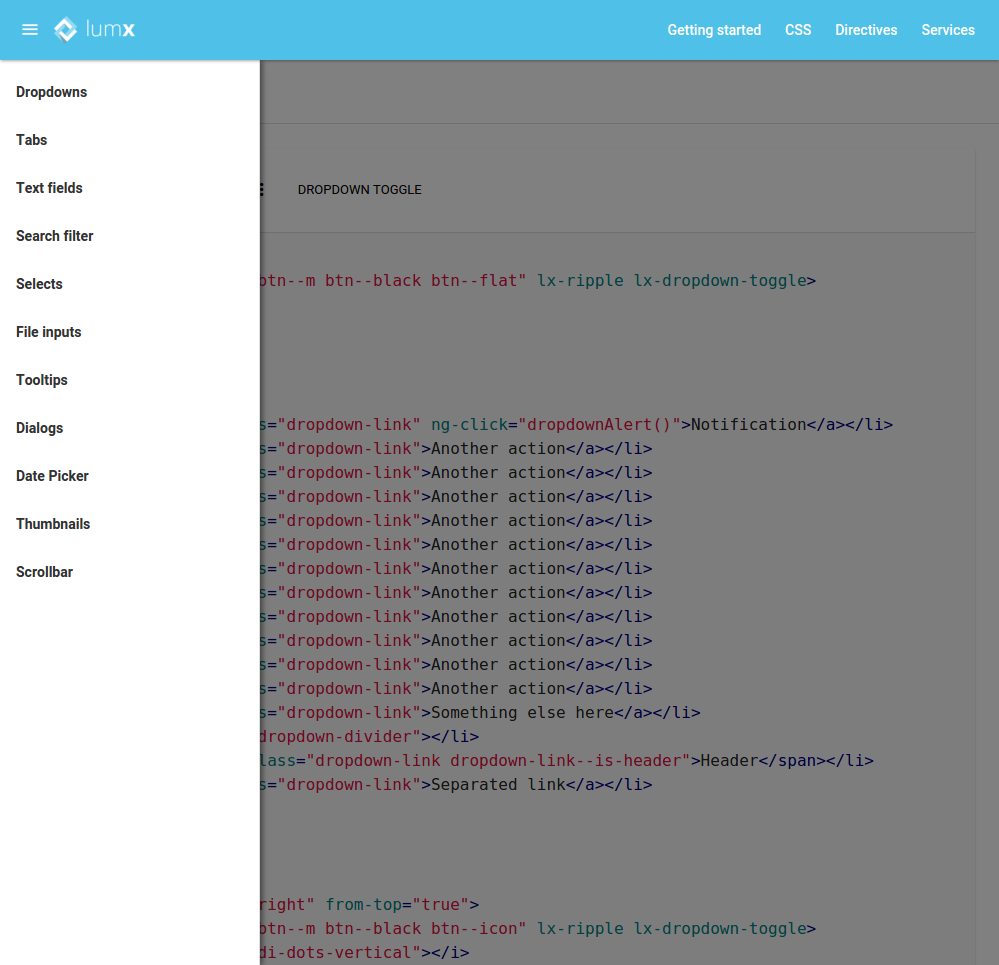 lumx
Getting started CSS Directives Services
Dropdowns
Tabs
Text fields
Search filter
Selects
File inputs
Tooltips
Dialogs
Date Picker
Thumbnails
Scrollbar
DROPDOWN TOGGLE
btn--m btn--black btn--flat" lx-ripple lx-dropdown-toggle>
s="dropdown-link" ng-click="dropdownAlert()">Notification</a></li>
s="dropdown-link">Another action</a></li>
s="dropdown-link">Another action</a></li>
s="dropdown-link">Another action</a></li>
s="dropdown-link">Another action</a></li>
s="dropdown-link">Another action</a></li>
s="dropdown-link">Another action</a></li>
s="dropdown-link">Another action</a></li>
s="dropdown-link">Another action</a></li>
s="dropdown-link">Another action</a></li>
s="dropdown-link">Another action</a></li>
s="dropdown-link">Another action</a></li>
s="dropdown-link">Something else here</a></li>
dropdown-divider"></li>
lass="dropdown-link dropdown-link--is-header">Header</span></li>
s="dropdown-link">Separated link</a></li>
right" from-top="true">
btn--m btn--black btn--icon" lx-ripple lx-dropdown-toggle>
di-dots-vertical"></i>